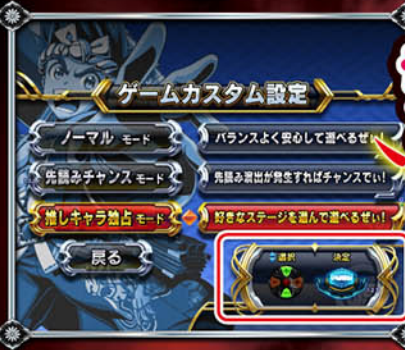 ゲームカスタム設定
ノーマル モード
バランスよく安心して遊べるぜぃ!
先読みチャンス モード
先読み演出が発生すればチャンスでぃ!
推しキャラ独占 モード
好きなステージを選んで遊べるぜぃ!
戻る
選択
決定
PUSH